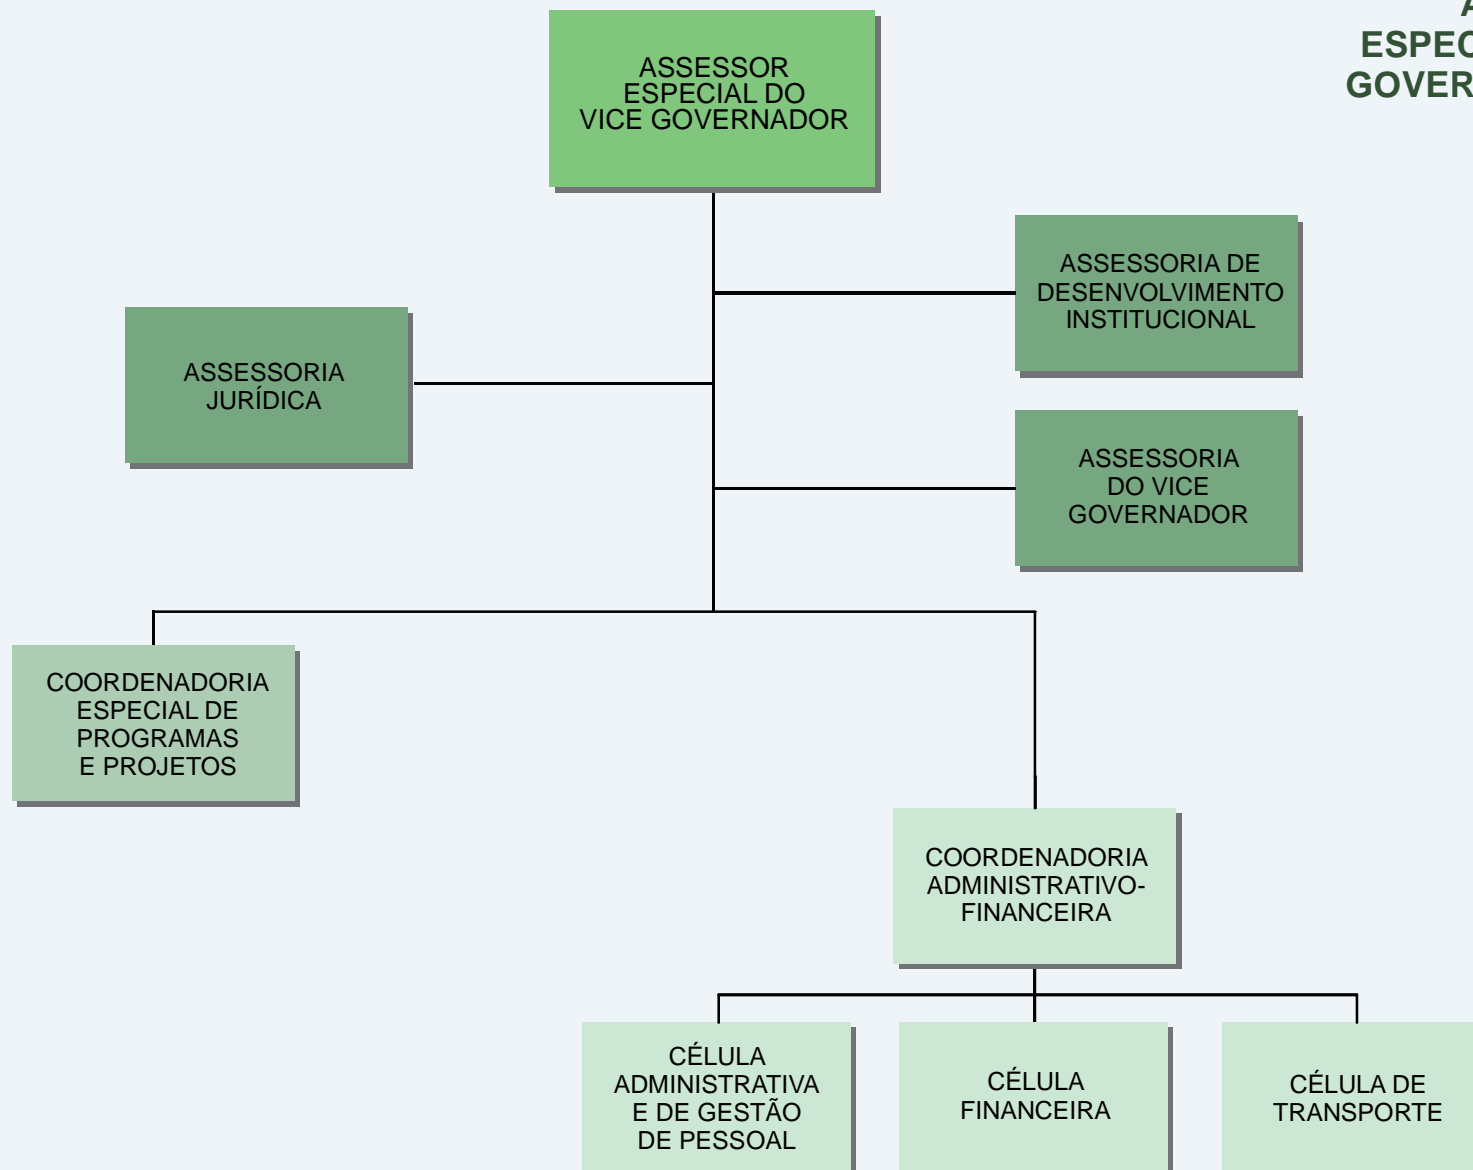 ASSESSOR
ESPECIAL DO
VICE GOVERNADOR
ASSESSORIA DE
DESENVOLVIMENTO
INSTITUCIONAL
ASSESSORIA
JURÍDICA
ASSESSORIA
DO VICE
GOVERNADOR
COORDENADORIA
ESPECIAL DE
PROGRAMAS
E PROJETOS
COORDENADORIA
ADMINISTRATIVO-
FINANCEIRA
CÉLULA
ADMINISTRATIVA
E DE GESTÃO
DE PESSOAL
CÉLULA
FINANCEIRA
CÉLULA DE
TRANSPORTE